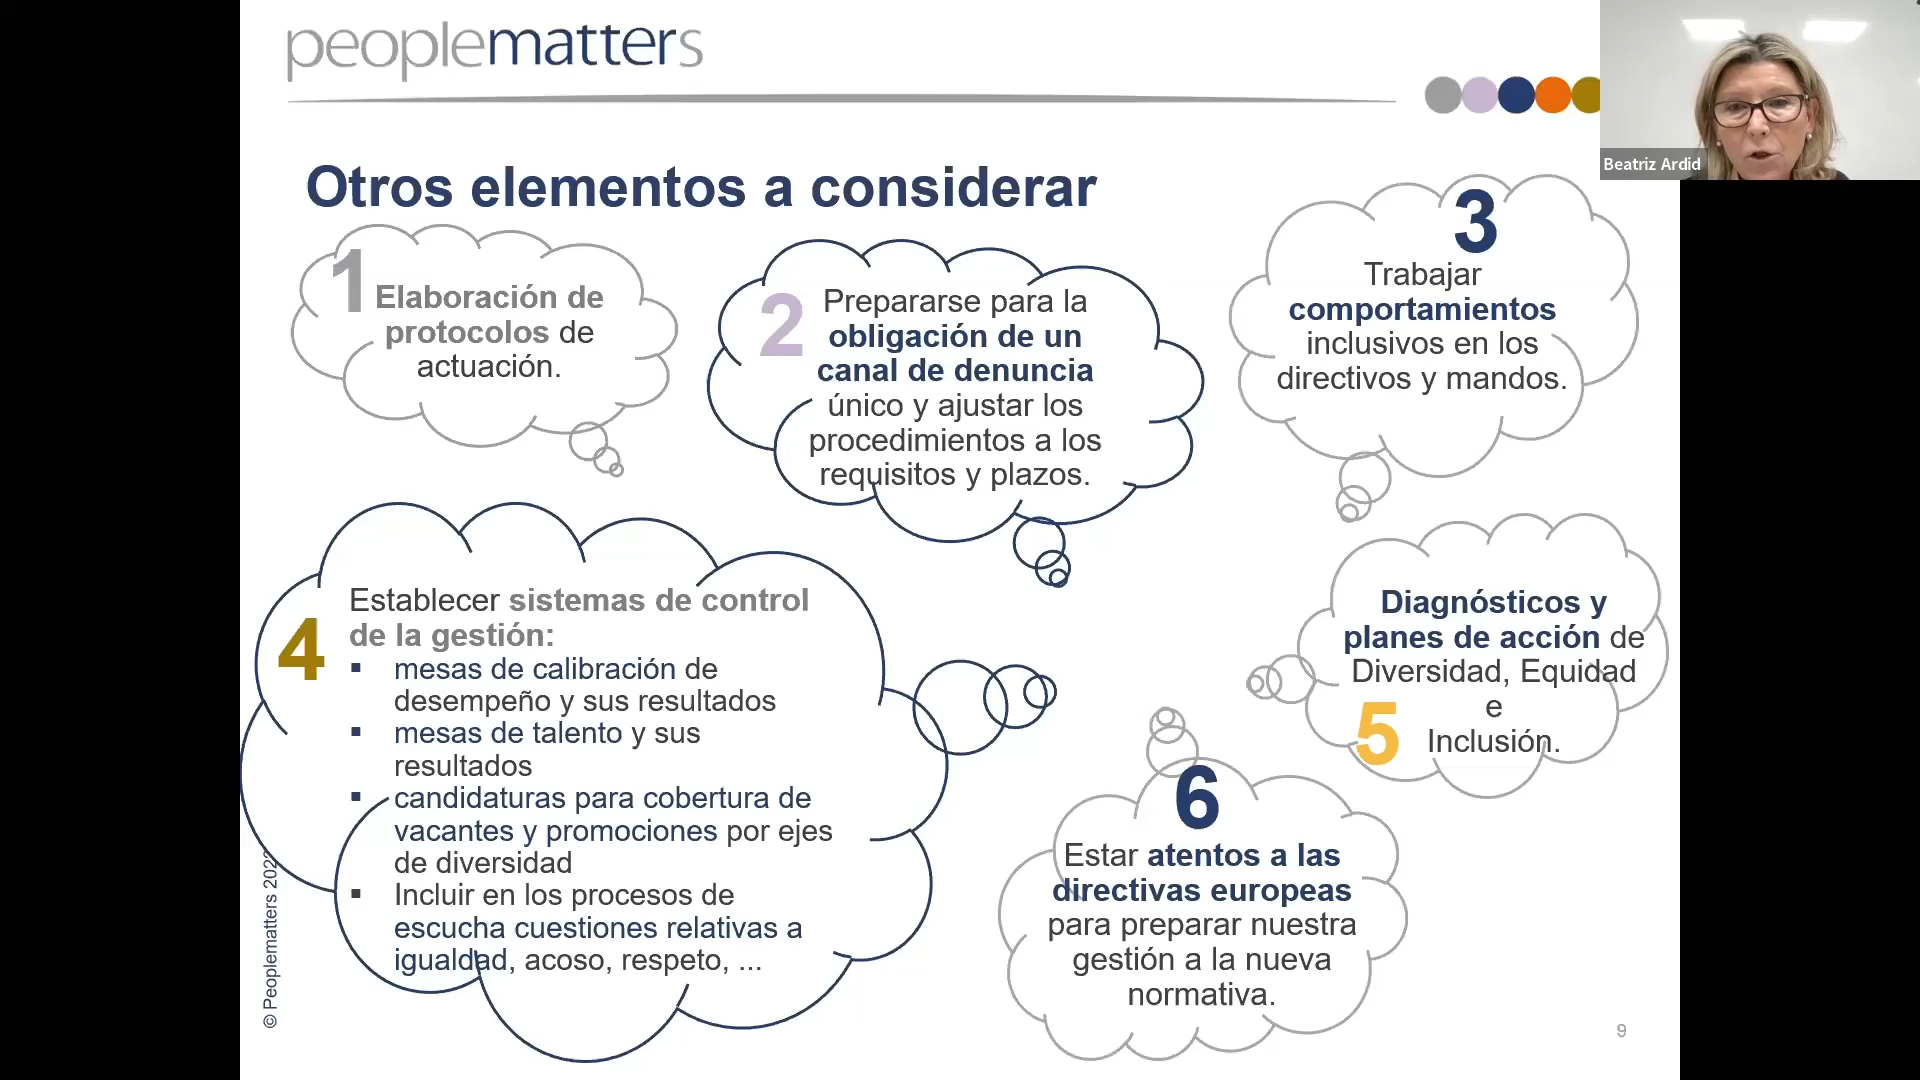 peoplematters
Beatriz Ardid
Otros elementos a considerar
1
Elaboración de
protocolos de
actuación.
2
Prepararse para la
obligación de un
canal de denuncia
único y ajustar los
procedimientos a los
requisitos y plazos.
3
Trabajar
comportamientos
inclusivos en los
directivos y mandos.
4
Establecer sistemas de control
de la gestión:
▪ mesas de calibración de
desempeño y sus resultados
▪ mesas de talento y sus
resultados
▪ candidaturas para cobertura de
vacantes y promociones por ejes
de diversidad
▪ Incluir en los procesos de
escucha cuestiones relativas a
igualdad, acoso, respeto, ...
Diagnósticos y
planes de acción de
Diversidad, Equidad
e
Inclusión.
5
6
Estar atentos a las
directivas europeas
para preparar nuestra
gestión a la nueva
normativa.
© Peoplematters
9